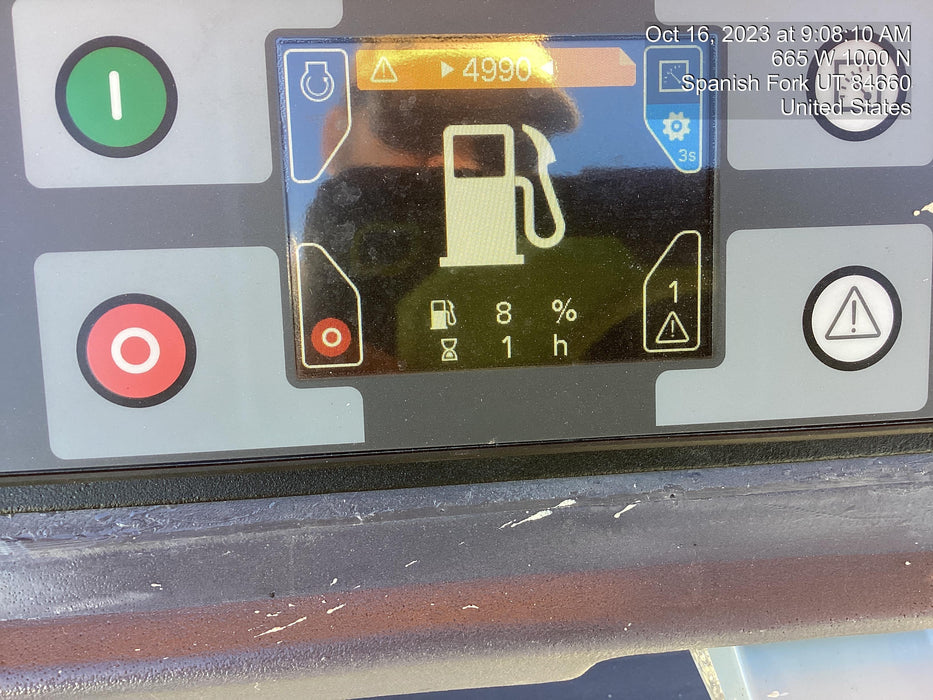 Oct 16, 2023 at 9:08:10 AM
665 W 1000 N
Spanish Fork UT 84660
United States
4990
3s
8 %
1 h
1